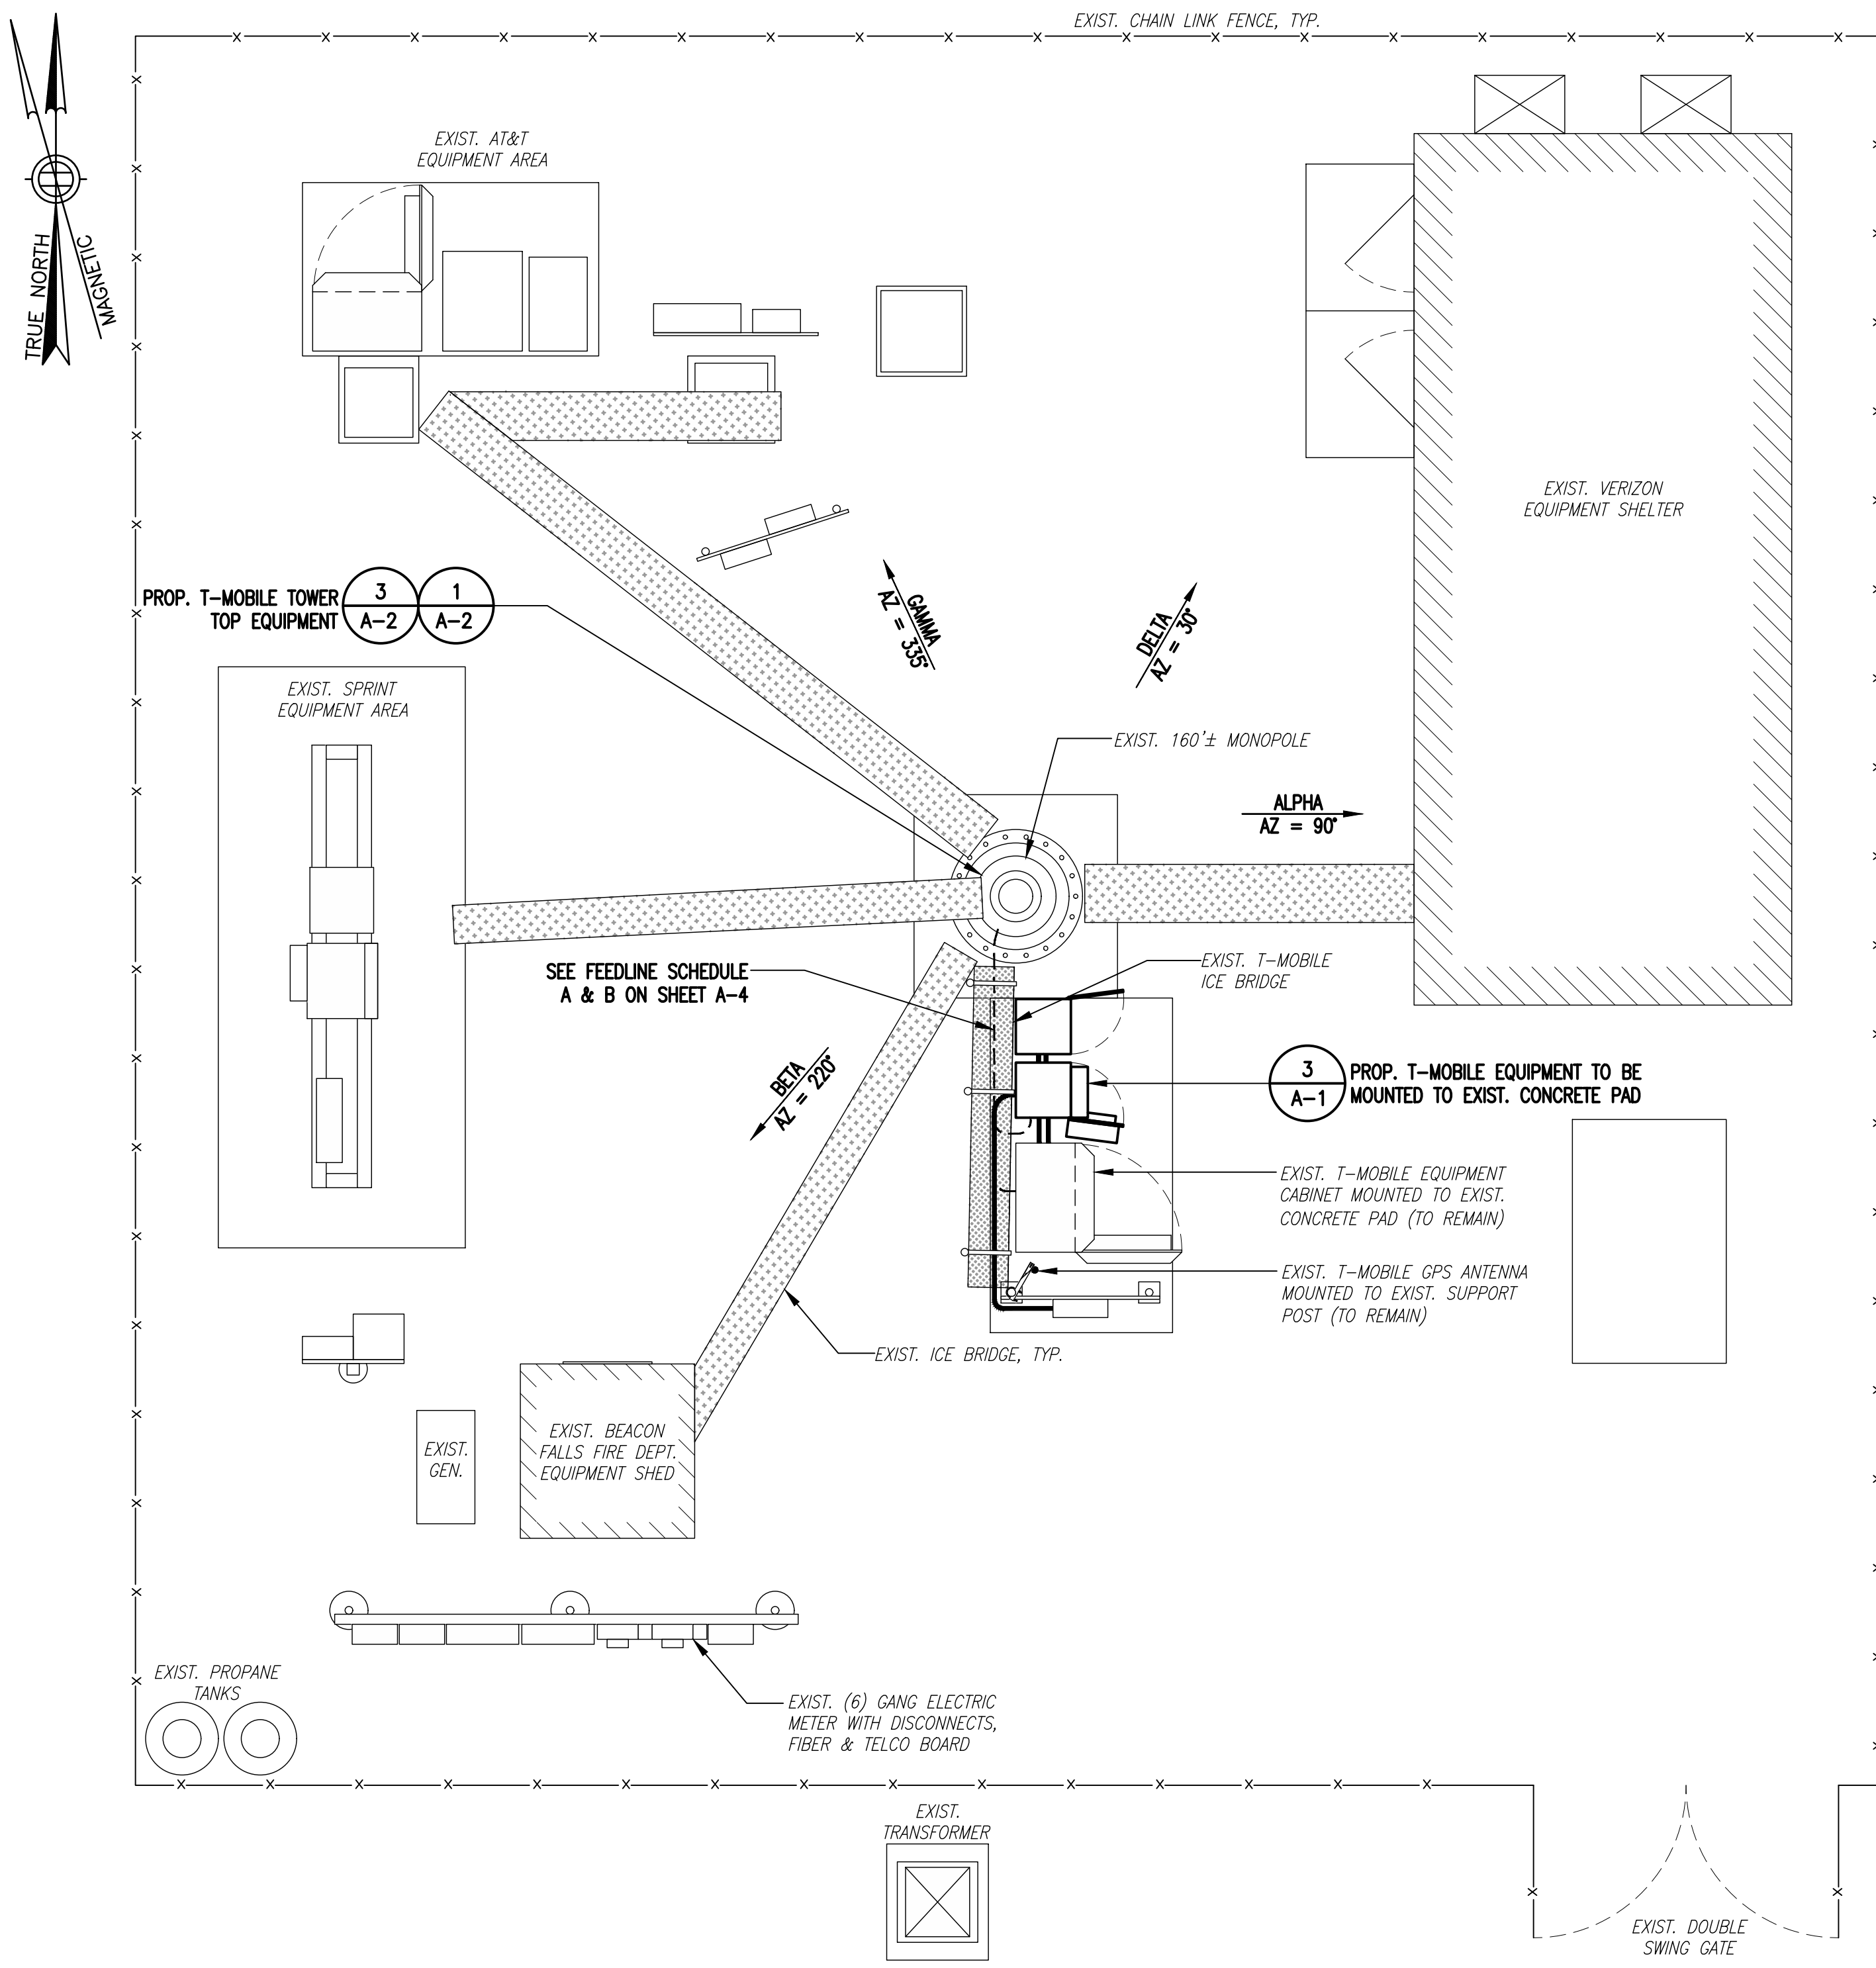 EXIST. CHAIN LINK FENCE, TYP.
TRUE NORTH
MAGNETIC
EXIST. AT&T
EQUIPMENT AREA
EXIST. VERIZON
EQUIPMENT SHELTER
PROP. T-MOBILE TOWER
TOP EQUIPMENT
3
A-2
1
A-2
GAMMA
AZ = 335°
DELTA
AZ = 30°
EXIST. SPRINT
EQUIPMENT AREA
EXIST. 160'± MONOPOLE
ALPHA
AZ = 90°
SEE FEEDLINE SCHEDULE
A & B ON SHEET A-4
EXIST. T-MOBILE
ICE BRIDGE
BETA
AZ = 220°
3
A-1
PROP. T-MOBILE EQUIPMENT TO BE
MOUNTED TO EXIST. CONCRETE PAD
EXIST. T-MOBILE EQUIPMENT
CABINET MOUNTED TO EXIST.
CONCRETE PAD (TO REMAIN)
EXIST. T-MOBILE GPS ANTENNA
MOUNTED TO EXIST. SUPPORT
POST (TO REMAIN)
EXIST. ICE BRIDGE, TYP.
EXIST.
GEN.
EXIST. BEACON
FALLS FIRE DEPT.
EQUIPMENT SHED
EXIST. PROPANE
TANKS
EXIST. (6) GANG ELECTRIC
METER WITH DISCONNECTS,
FIBER & TELCO BOARD
EXIST.
TRANSFORMER
EXIST. DOUBLE
SWING GATE